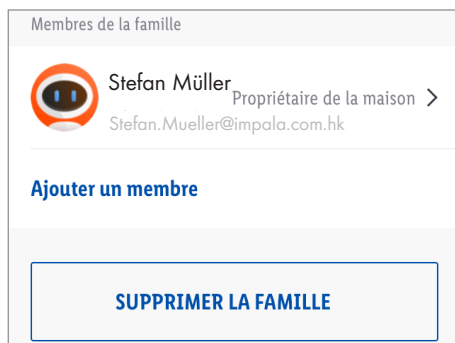 Membres de la famille
Stefan Müller
Propriétaire de la maison
Stefan.Mueller@impala.com.hk
Ajouter un membre
SUPPRIMER LA FAMILLE